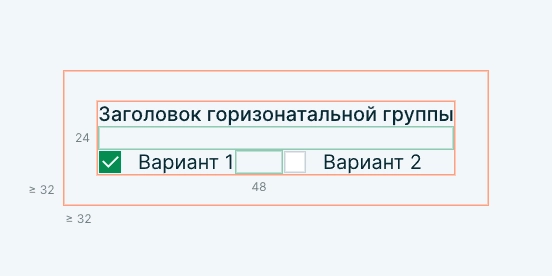 Заголовок горизонатальной группы
24
Вариант 1 Вариант 2
≥ 32
48
≥ 32